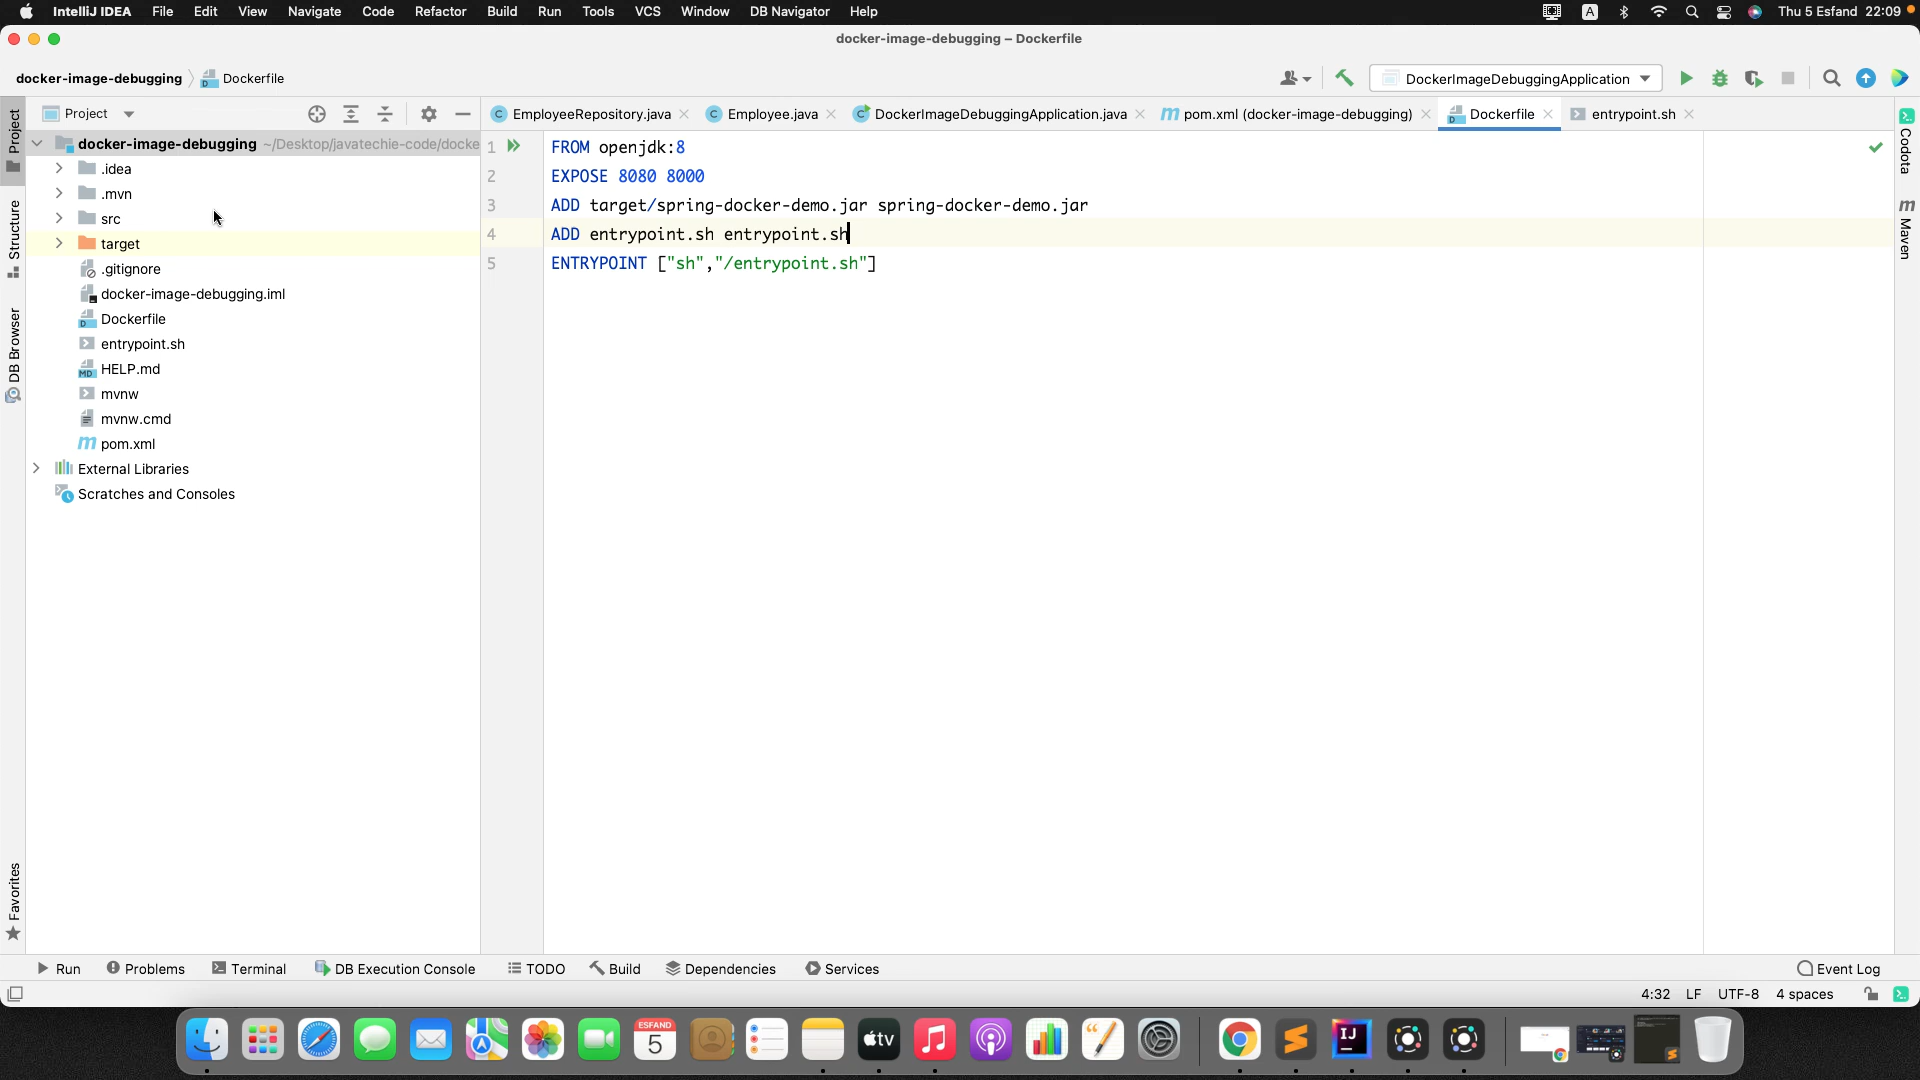 IntelliJ IDEA File Edit View Navigate Code Refactor Build Run Tools VCS Window DB Navigator Help A Thu 5 Esfand 22:09
docker-image-debugging – Dockerfile
docker-image-debugging Dockerfile DockerImageDebuggingApplication
Project EmployeeRepository.java Employee.java DockerImageDebuggingApplication.java pom.xml (docker-image-debugging) Dockerfile entrypoint.sh
docker-image-debugging ~/Desktop/javatechie-code/docke
.idea
.mvn
src
target
.gitignore
docker-image-debugging.iml
Dockerfile
entrypoint.sh
HELP.md
mvnw
mvnw.cmd
pom.xml
External Libraries
Scratches and Consoles
1 FROM openjdk:8
2 EXPOSE 8080 8000
3 ADD target/spring-docker-demo.jar spring-docker-demo.jar
4 ADD entrypoint.sh entrypoint.sh
5 ENTRYPOINT ["sh","/entrypoint.sh"]
Project
Structure
DB Browser
Favorites
Codota
Maven
Run Problems Terminal DB Execution Console TODO Build Dependencies Services Event Log
4:32 LF UTF-8 4 spaces
ESFAND
5
tv
IJ